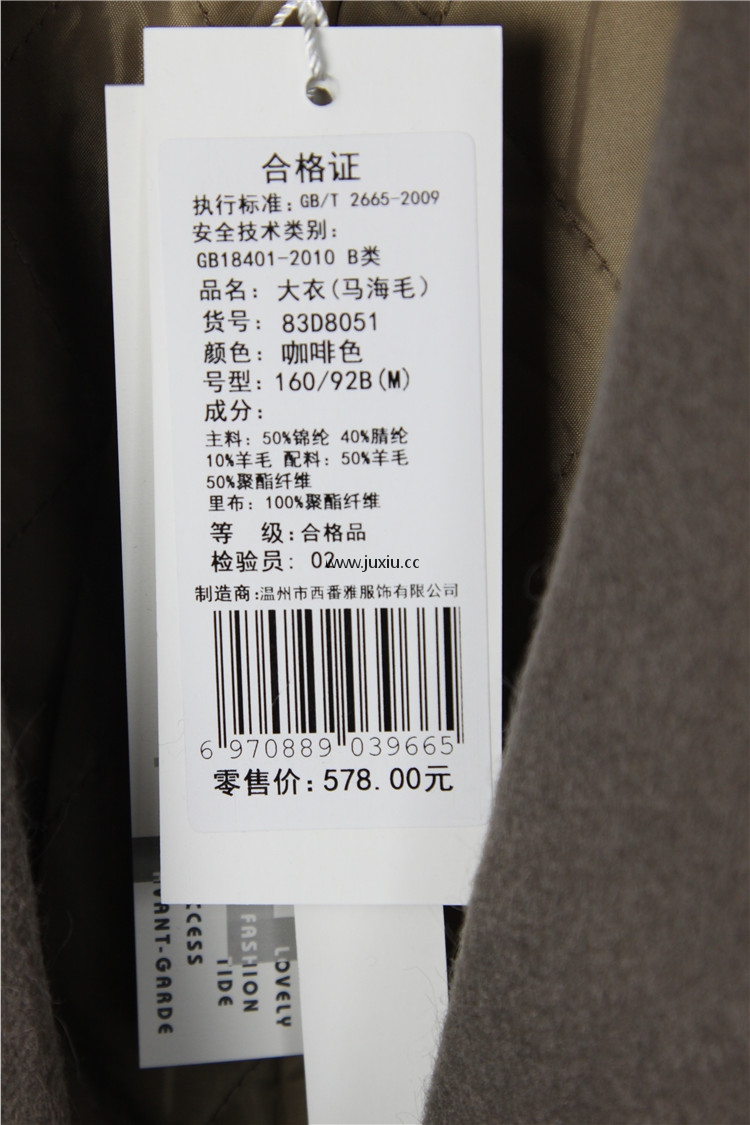 合格证
执行标准：GB/T 2665-2009
安全技术类别：
GB18401-2010 B类
品名：大衣(马海毛)
货号：83D8051
颜色：咖啡色
号型：160/92B(M)
成分：
主料：50%锦纶 40%腈纶
10%羊毛 配料：50%羊毛
50%聚酯纤维
里布：100%聚酯纤维
等 级：合格品
检验员：02
www.juxiu.cc
制造商：温州市西番雅服饰有限公司
6 970889 039665
零售价：578.00元
LOVELY
FASHION
TIDE
CCESS
AVANT-GARDE